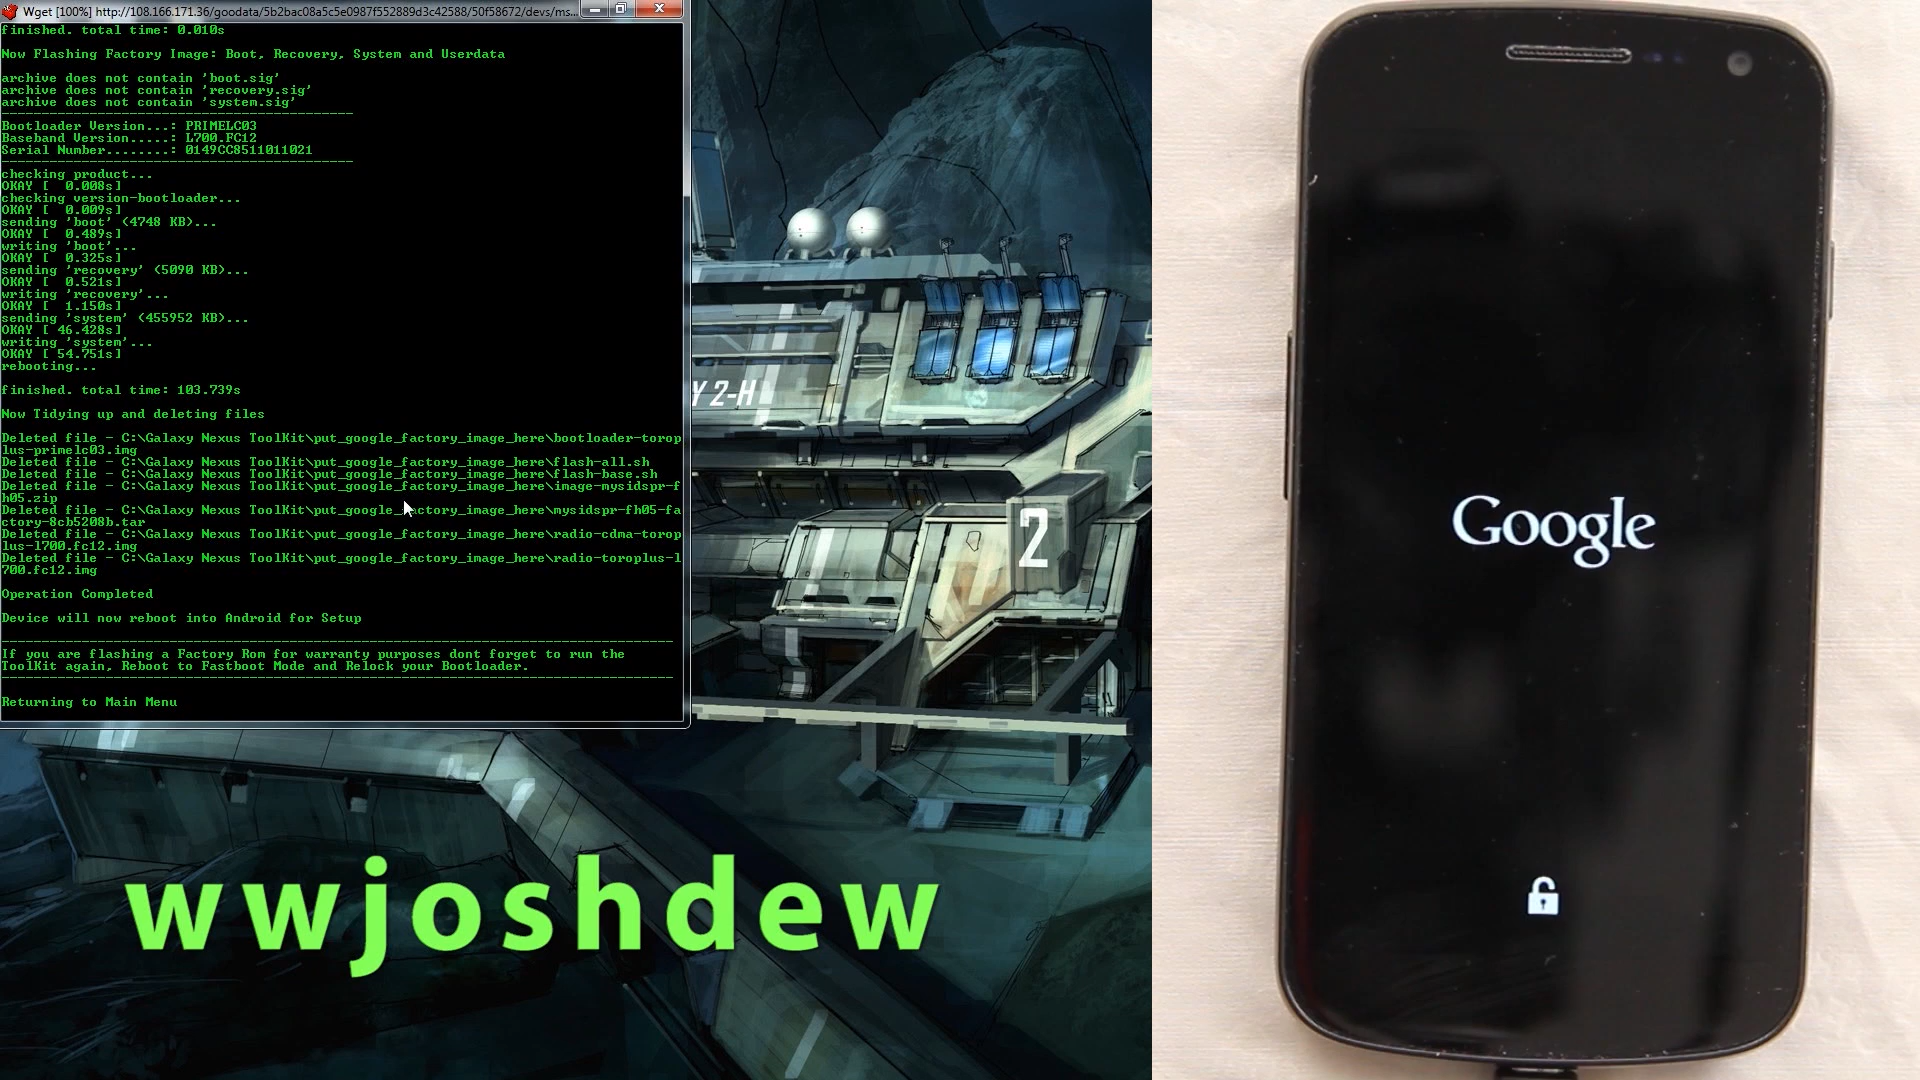 Wget [100%] http://108.166.171.36/goodata/5b2bac08a5c5e0987f552889d3c42588/50f58672/devs/ms...
finished. total time: 0.010s
Now Flashing Factory Image: Boot, Recovery, System and Userdata
archive does not contain 'boot.sig'
archive does not contain 'recovery.sig'
archive does not contain 'system.sig'
Bootloader Version...: PRIMELC03
Baseband Version.....: L700.FC12
Serial Number........: 0149CC8511011021
checking product...
OKAY [  0.008s]
checking version-bootloader...
OKAY [  0.009s]
sending 'boot' (4748 KB)...
OKAY [  0.489s]
writing 'boot'...
OKAY [  0.325s]
sending 'recovery' (5090 KB)...
OKAY [  0.521s]
writing 'recovery'...
OKAY [  1.150s]
sending 'system' (455952 KB)...
OKAY [ 46.428s]
writing 'system'...
OKAY [ 54.751s]
rebooting...
finished. total time: 103.739s
Now Tidying up and deleting files
Deleted file - C:\Galaxy Nexus ToolKit\put_google_factory_image_here\bootloader-torop
lus-primelc03.img
Deleted file - C:\Galaxy Nexus ToolKit\put_google_factory_image_here\flash-all.sh
Deleted file - C:\Galaxy Nexus ToolKit\put_google_factory_image_here\flash-base.sh
Deleted file - C:\Galaxy Nexus ToolKit\put_google_factory_image_here\image-mysidspr-f
h05.zip
Deleted file - C:\Galaxy Nexus ToolKit\put_google_factory_image_here\mysidspr-fh05-fa
ctory-8cb5208b.tar
Deleted file - C:\Galaxy Nexus ToolKit\put_google_factory_image_here\radio-cdma-torop
lus-l700.fc12.img
Deleted file - C:\Galaxy Nexus ToolKit\put_google_factory_image_here\radio-toroplus-l
700.fc12.img
Operation Completed
Device will now reboot into Android for Setup
If you are flashing a Factory Rom for warranty purposes dont forget to run the
ToolKit again, Reboot to Fastboot Mode and Relock your Bootloader.
Returning to Main Menu
Y 2-H
2
wwjoshdew
Google